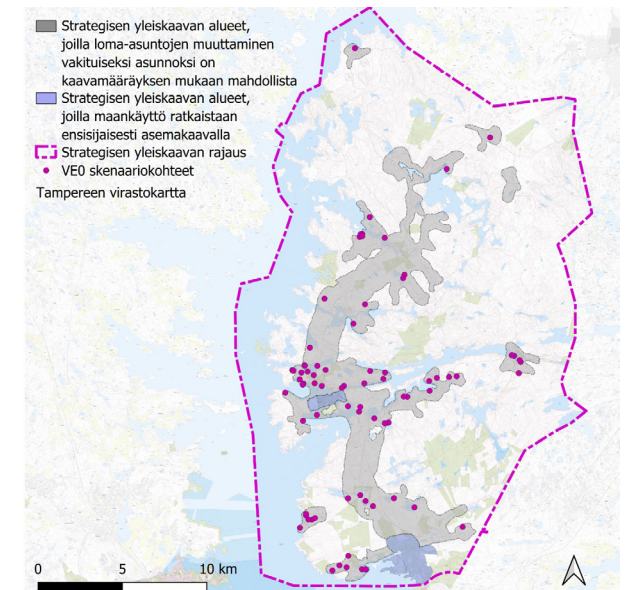 Strategisen yleiskaavan alueet,
joilla loma-asuntojen muuttaminen
vakituiseksi asunnoksi on
kaavamääräyksen mukaan mahdollista
Strategisen yleiskaavan alueet,
joilla maankäyttö ratkaistaan
ensisijaisesti asemakaavalla
Strategisen yleiskaavan rajaus
VE0 skenaariokohteet
Tampereen virastokartta
0 5 10 km